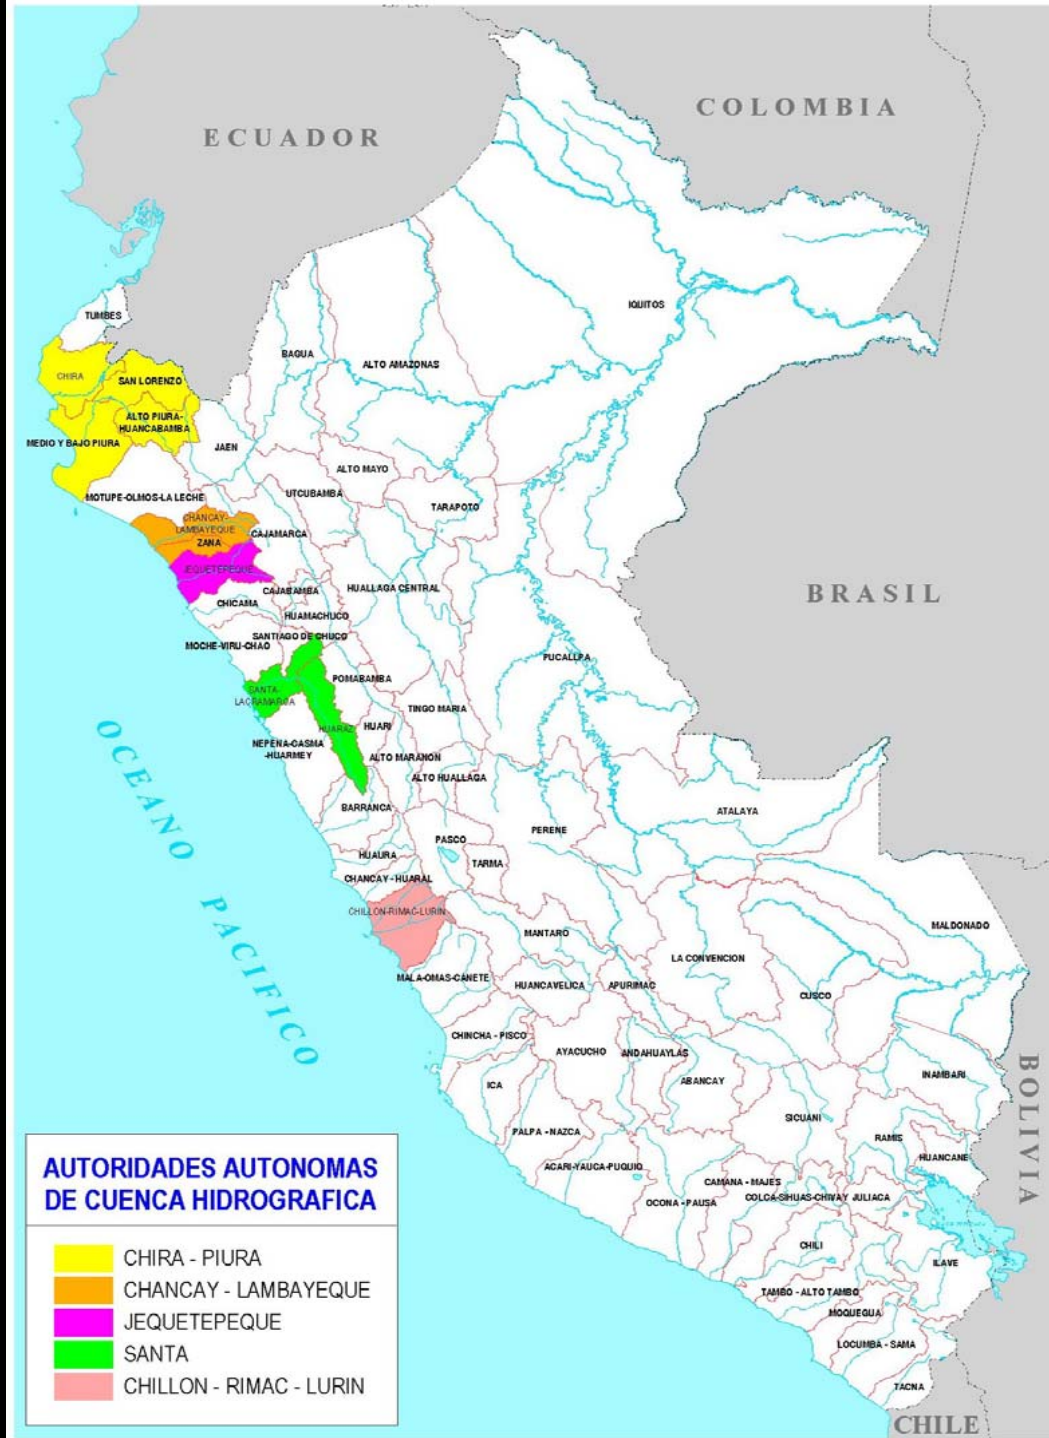 COLOMBIA
ECUADOR
IQUITOS
TUMBES
BAGUA
ALTO AMAZONAS
CHIRA
SAN LORENZO
ALTO PIURA-
HUANCABAMBA
MEDIO Y BAJO PIURA
JAEN
ALTO MAYO
UTCUBAMBA
MOTUPE-OLMOS-LA LECHE
TARAPOTO
CHANCAY-
LAMBAYEQUE
CAJAMARCA
ZANA
JEQUETEPEQUE
CAJABAMBA
HUALLAGA CENTRAL
BRASIL
CHICAMA
HUAMACHUCO
SANTIAGO DE CHUCO
MOCHE-VIRU-CHAO
PUCALLPA
POMABAMBA
SANTA-
LACRAMARCA
TINGO MARIA
HUARAZ
HUARI
NEPEÑA-CASMA
-HUARMEY
ALTO MARAÑON
ALTO HUALLAGA
BARRANCA
ATALAYA
PERENE
PASCO
HUAURA
TARMA
CHANCAY - HUARAL
OCEANO PACIFICO
CHILLON-RIMAC-LURIN
MALDONADO
MANTARO
LA CONVENCION
MALA-OMAS-CAÑETE
HUANCAVELICA
APURIMAC
CUSCO
CHINCHA - PISCO
AYACUCHO
ANDAHUAYLAS
ABANCAY
INAMBARI
BOLIVIA
ICA
SICUANI
PALPA - NAZCA
RAMIS
HUANCANE
ACARI-YAUCA-PUQUIO
CAMANA - MAJES
OCOÑA - PAUSA
COLCA-SIHUAS-CHIVAY
JULIACA
CHILI
ILAVE
TAMBO - ALTO TAMBO
MOQUEGUA
LOCUMBA - SAMA
TACNA
CHILE
AUTORIDADES AUTONOMAS
DE CUENCA HIDROGRAFICA
CHIRA - PIURA
CHANCAY - LAMBAYEQUE
JEQUETEPEQUE
SANTA
CHILLON - RIMAC - LURIN